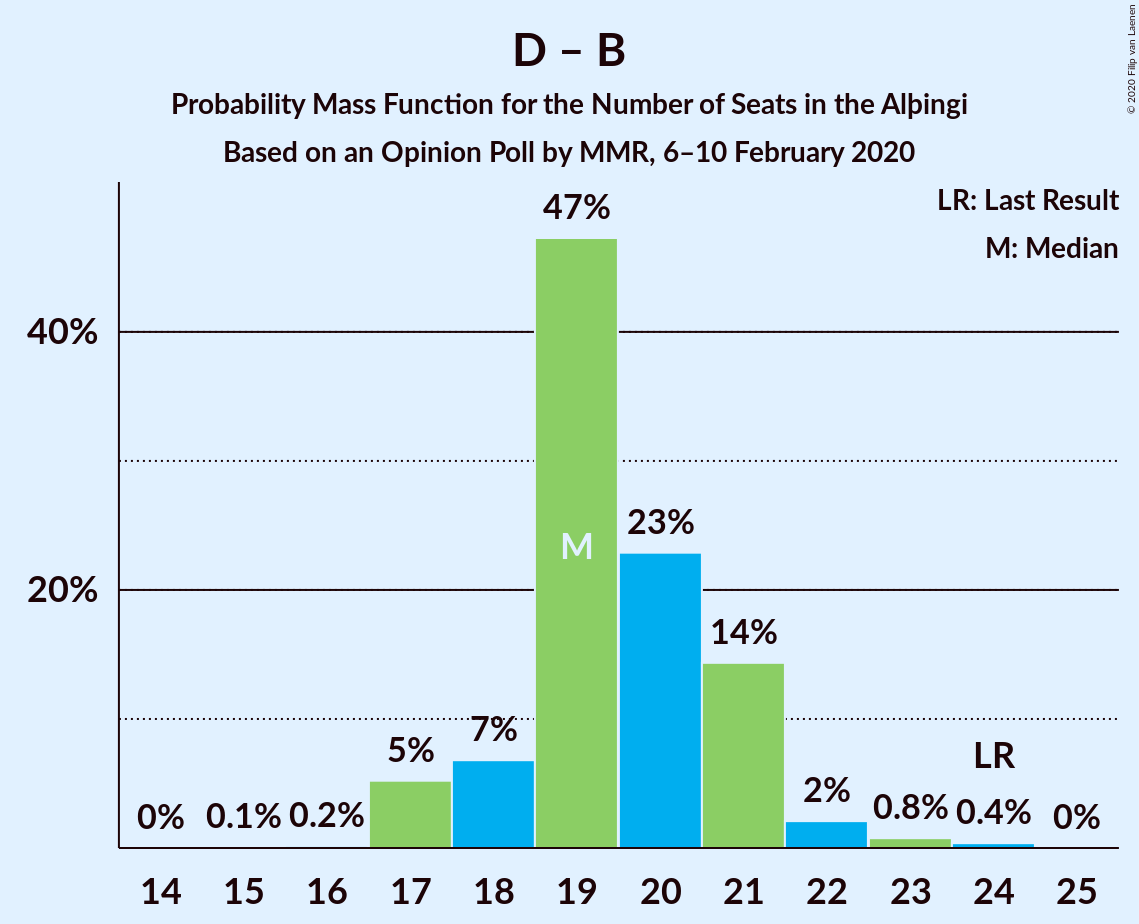 D – B
Probability Mass Function for the Number of Seats in the Alþingi
Based on an Opinion Poll by MMR, 6–10 February 2020
© 2020 Filip van Laenen
LR: Last Result
M: Median
47%
40%
M
23%
20%
14%
7%
5%
LR
2%
0% 0.1% 0.2% 0.8% 0.4% 0%
14 15 16 17 18 19 20 21 22 23 24 25